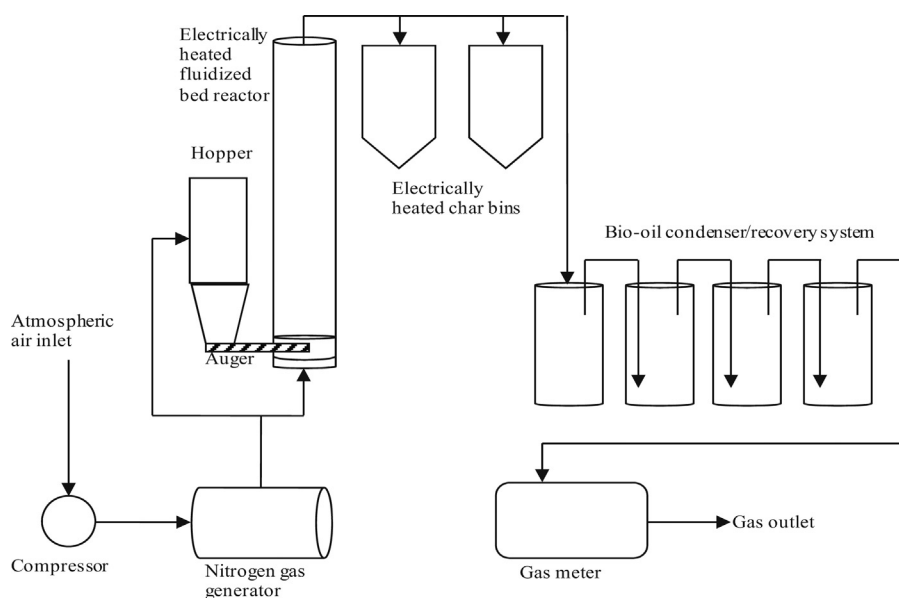 Electrically
heated
fluidized
bed reactor
Hopper
Electrically
heated char bins
Bio-oil condenser/recovery system
Atmospheric
air inlet
Auger
Compressor
Nitrogen gas
generator
Gas meter
Gas outlet